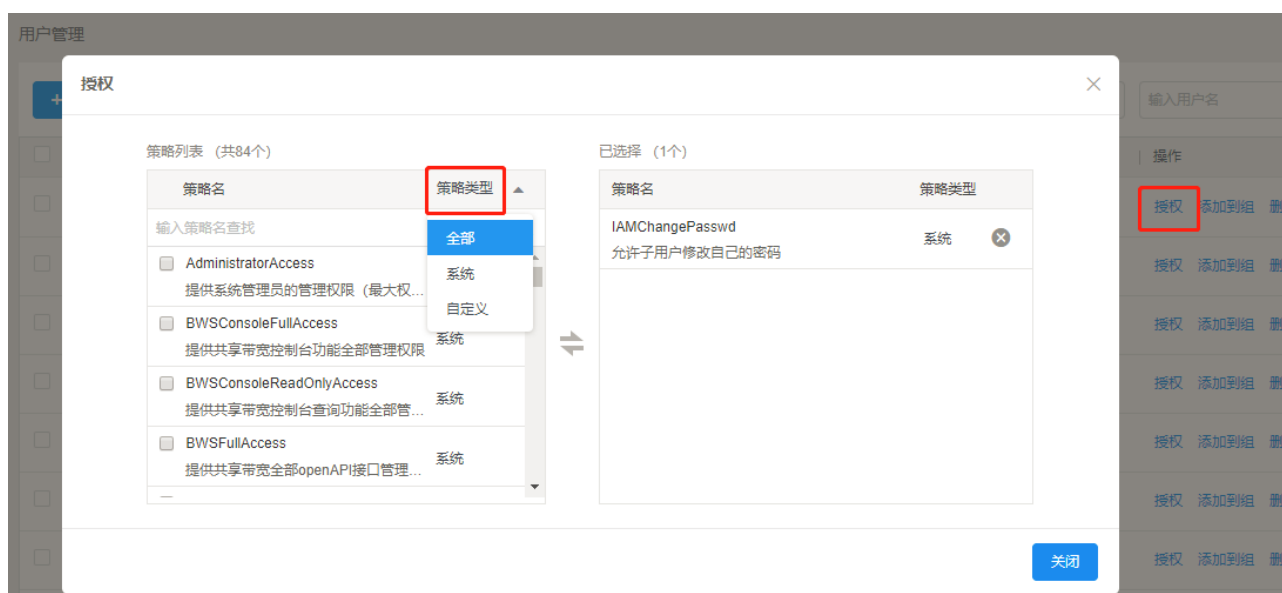 用户管理
授权
输入用户名
策略列表 (共84个)
已选择 (1个)
操作
策略名
策略类型
策略名
策略类型
授权 添加到组
输入策略名查找
全部
系统
自定义
IAMChangePasswd
系统
允许子用户修改自己的密码
AdministratorAccess
提供系统管理员的管理权限（最大权...
授权 添加到组
BWSConsoleFullAccess
系统
提供共享带宽控制台功能全部管理权限
授权 添加到组
BWSConsoleReadOnlyAccess
系统
提供共享带宽控制台查询功能全部管...
授权 添加到组
BWSFullAccess
系统
提供共享带宽全部openAPI接口管理...
授权 添加到组
授权 添加到组
关闭
授权 添加到组